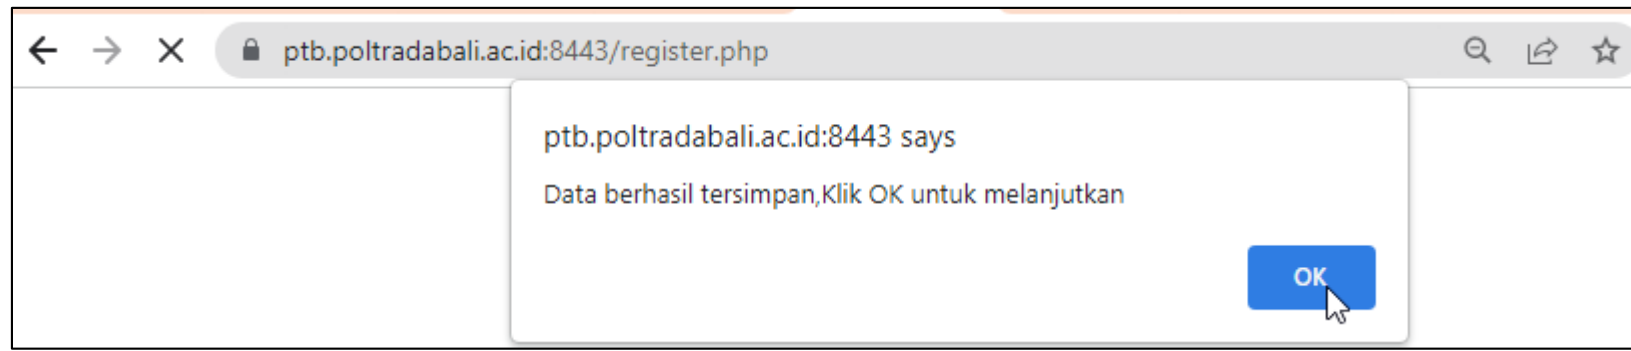 ptb.poltradabali.ac.id:8443/register.php
ptb.poltradabali.ac.id:8443 says
Data berhasil tersimpan,Klik OK untuk melanjutkan
OK